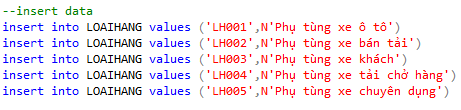 --insert data
insert into LOAIHANG values ('LH001',N'Phụ tùng xe ô tô')
insert into LOAIHANG values ('LH002',N'Phụ tùng xe bán tải')
insert into LOAIHANG values ('LH003',N'Phụ tùng xe khách')
insert into LOAIHANG values ('LH004',N'Phụ tùng xe tải chở hàng')
insert into LOAIHANG values ('LH005',N'Phụ tùng xe chuyên dụng')